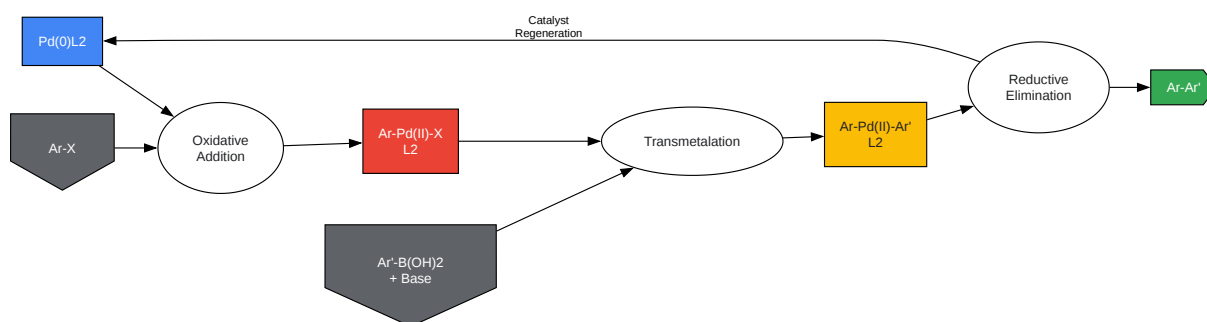 Catalyst
Regeneration
Pd(0)L2
Reductive
Elimination
Ar-Ar'
Ar-X
Oxidative
Addition
Ar-Pd(II)-X
L2
Transmetalation
Ar-Pd(II)-Ar'
L2
Ar'-B(OH)2
+ Base